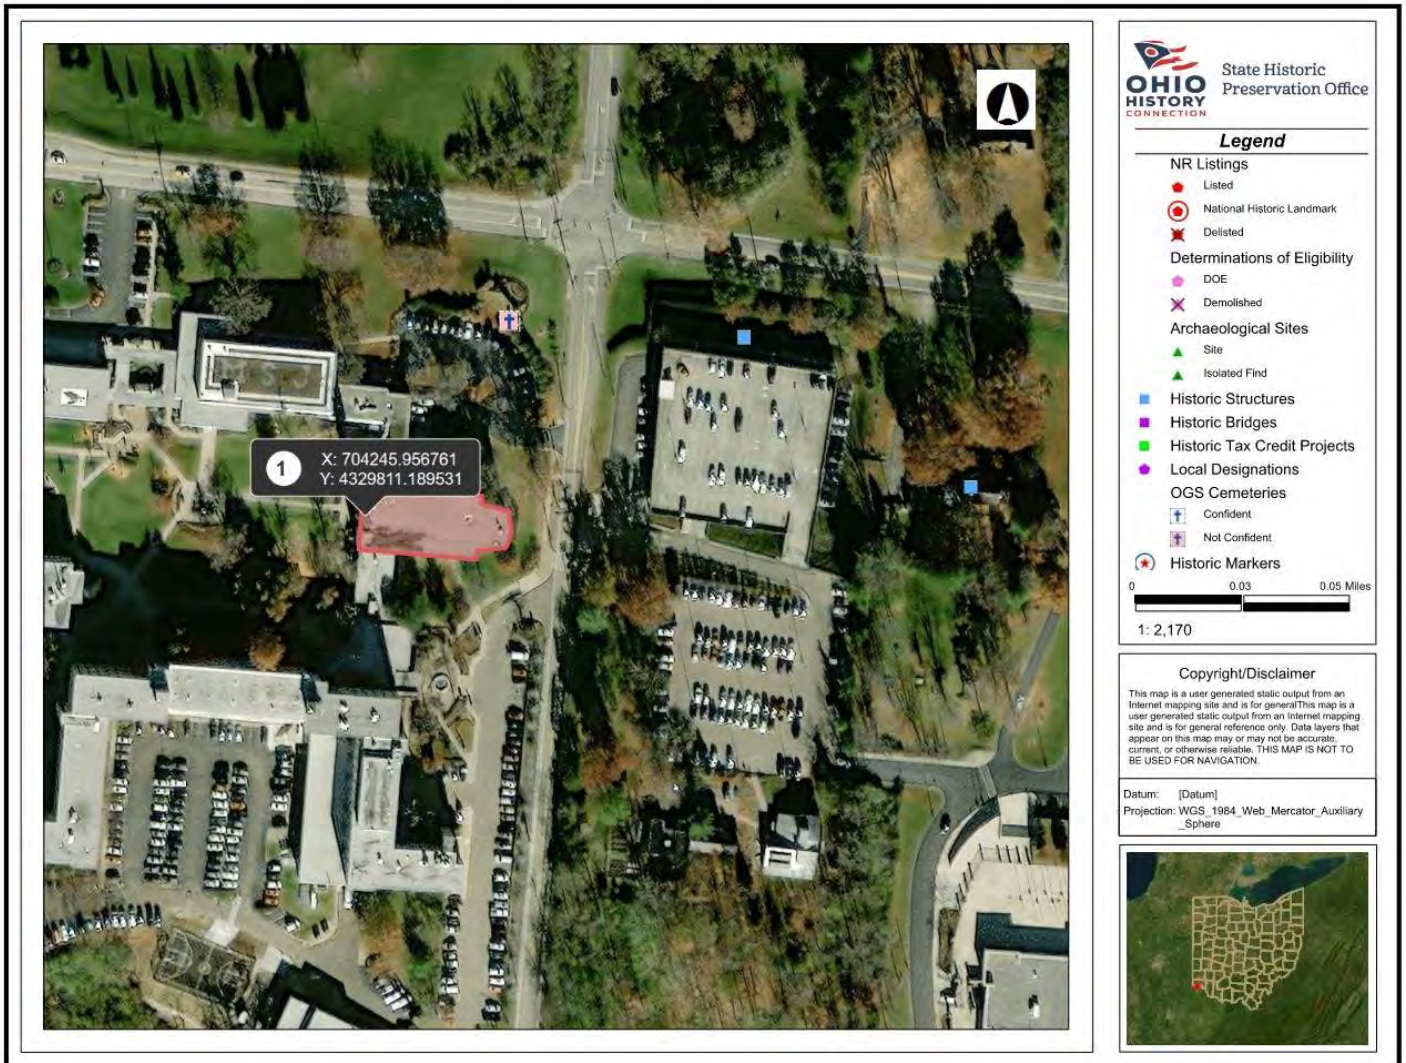 MSJ
1
X: 704245.956761
Y: 4329811.189531
OHIO
HISTORY
CONNECTION
State Historic
Preservation Office
Legend
NR Listings
Listed
National Historic Landmark
Delisted
Determinations of Eligibility
DOE
Demolished
Archaeological Sites
Site
Isolated Find
Historic Structures
Historic Bridges
Historic Tax Credit Projects
Local Designations
OGS Cemeteries
Confident
Not Confident
Historic Markers
0 0.03 0.05 Miles
1: 2,170
Copyright/Disclaimer
This map is a user generated static output from an
Internet mapping site and is for generalThis map is a
user generated static output from an Internet mapping
site and is for general reference only. Data layers that
appear on this map may or may not be accurate,
current, or otherwise reliable. THIS MAP IS NOT TO
BE USED FOR NAVIGATION.
Datum: [Datum]
Projection: WGS_1984_Web_Mercator_Auxiliary
_Sphere